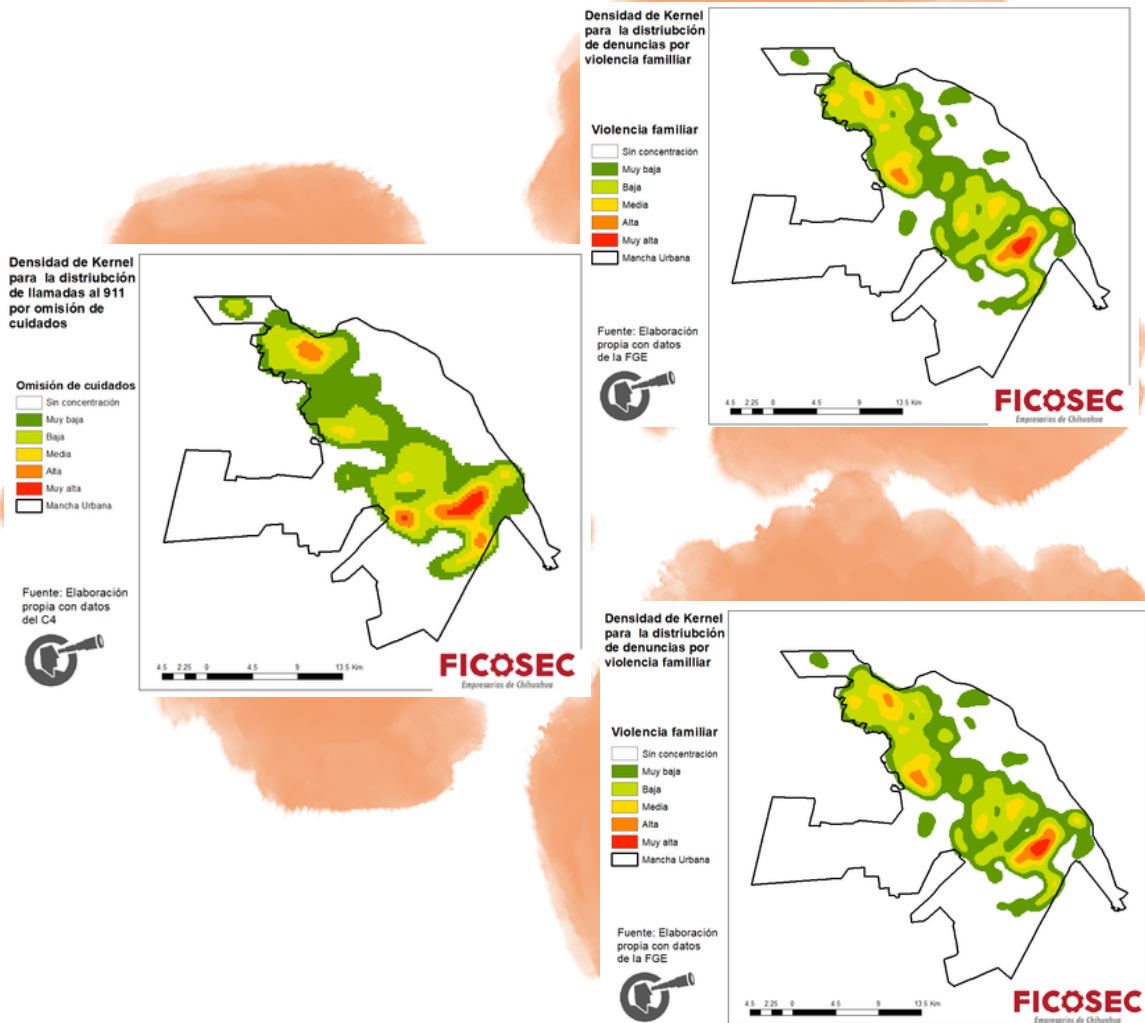 Densidad de Kernel
para la distriubción
de denuncias por
violencia familliar
Violencia familiar
Sin concentración
Muy baja
Baja
Media
Alta
Muy alta
Mancha Urbana
Fuente: Elaboración
propia con datos
de la FGE
4.5 2.25 0 4.5 9 13.5 Km
FICOSEC
Empresarios de Chihuahua
Densidad de Kernel
para la distriubción
de llamadas al 911
por omisión de
cuidados
Omisión de cuidados
Sin concentración
Muy baja
Baja
Media
Alta
Muy alta
Mancha Urbana
Fuente: Elaboración
propia con datos
del C4
4.5 2.25 0 4.5 9 13.5 Km
FICOSEC
Empresarios de Chihuahua
Densidad de Kernel
para la distriubción
de denuncias por
violencia familliar
Violencia familiar
Sin concentración
Muy baja
Baja
Media
Alta
Muy alta
Mancha Urbana
Fuente: Elaboración
propia con datos
de la FGE
4.5 2.25 0 4.5 9 13.5 Km
FICOSEC
Empresarios de Chihuahua